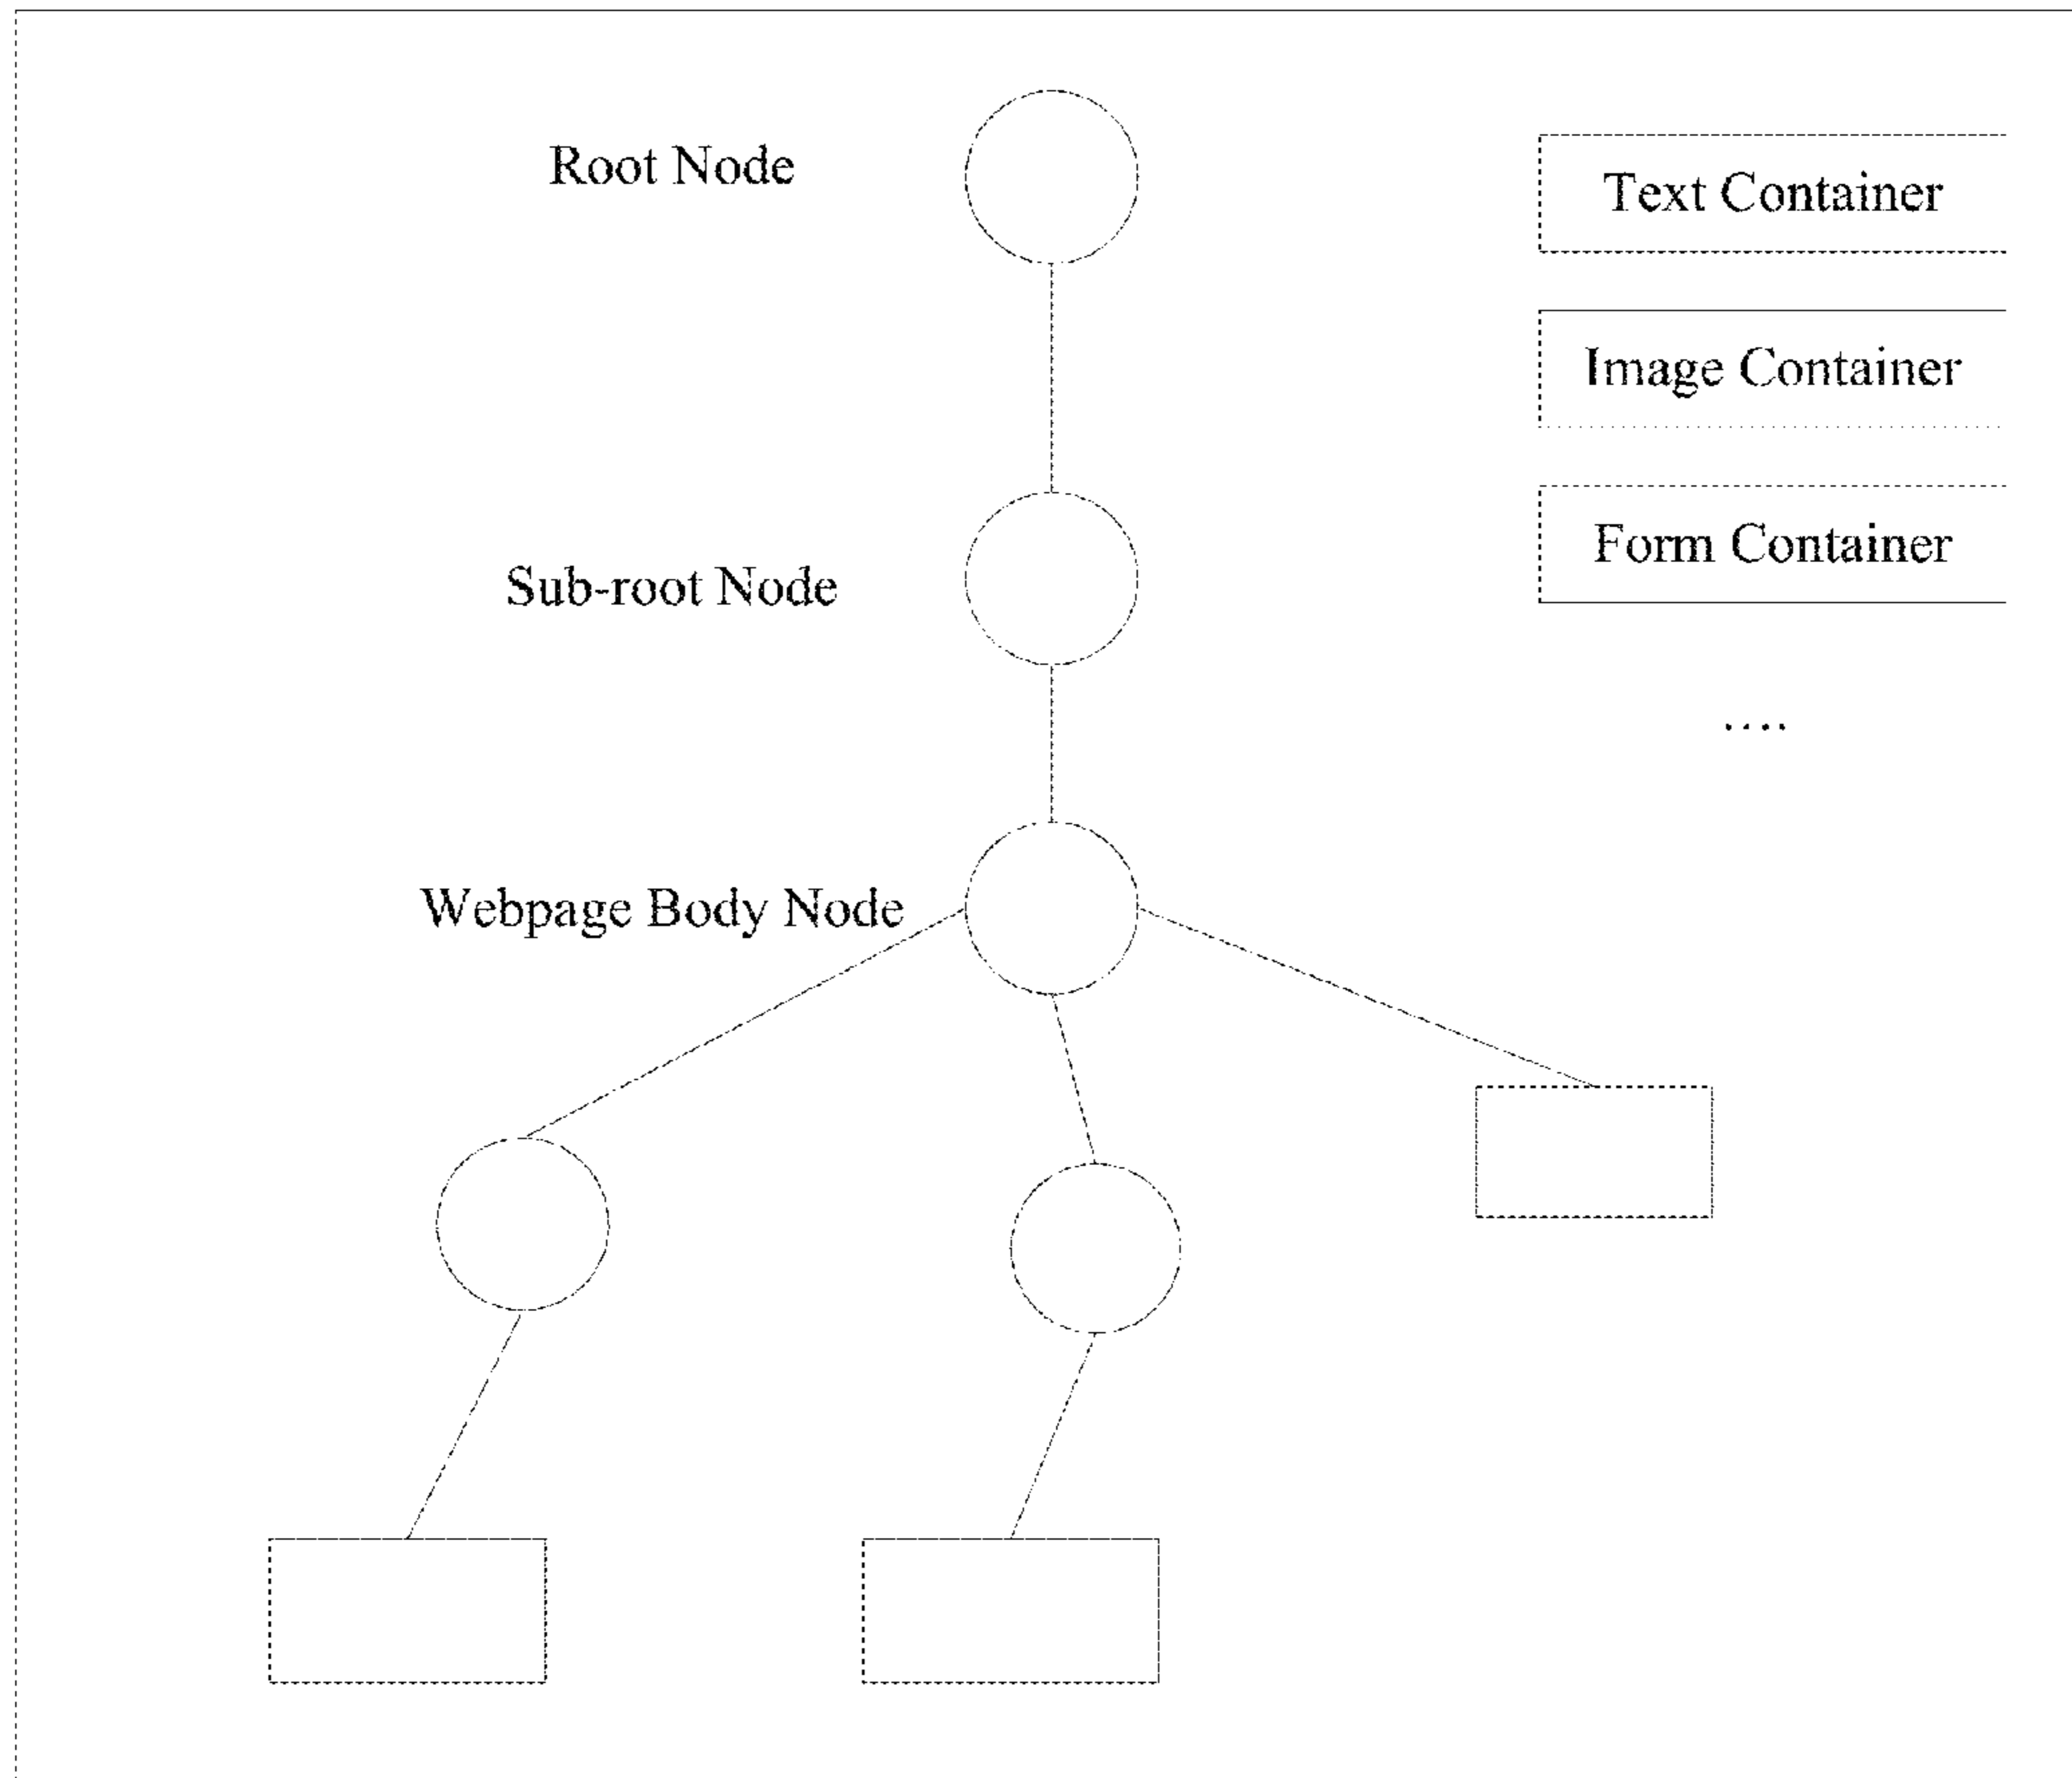 Root Node
Text Container
Image Container
Form Container
Sub-root Node
....
Webpage Body Node